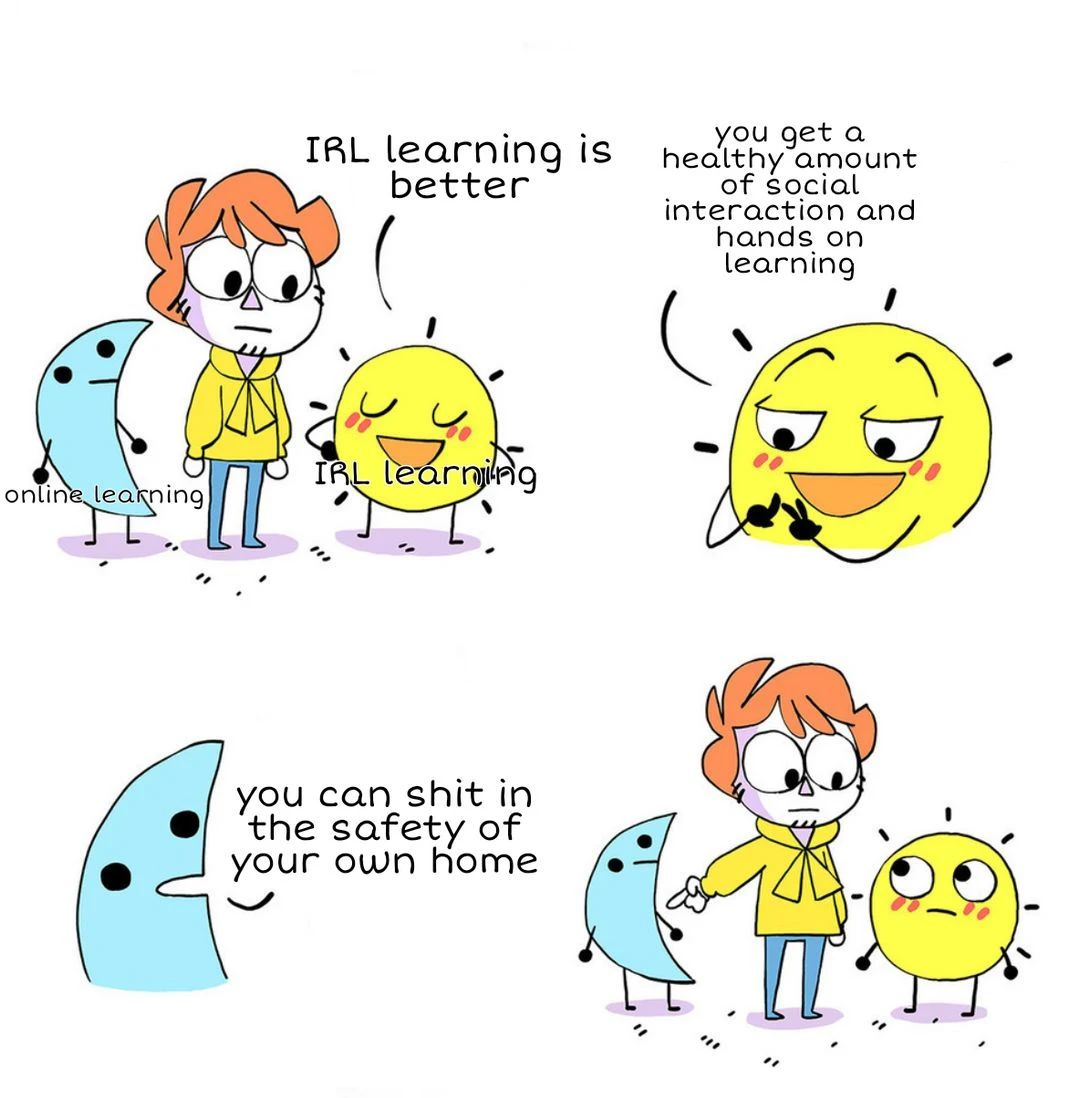 IRL learning is
better
you get a
healthy amount
of social
interaction and
hands on
learning
online learning
IRL learning
you can shit in
the safety of
your own home